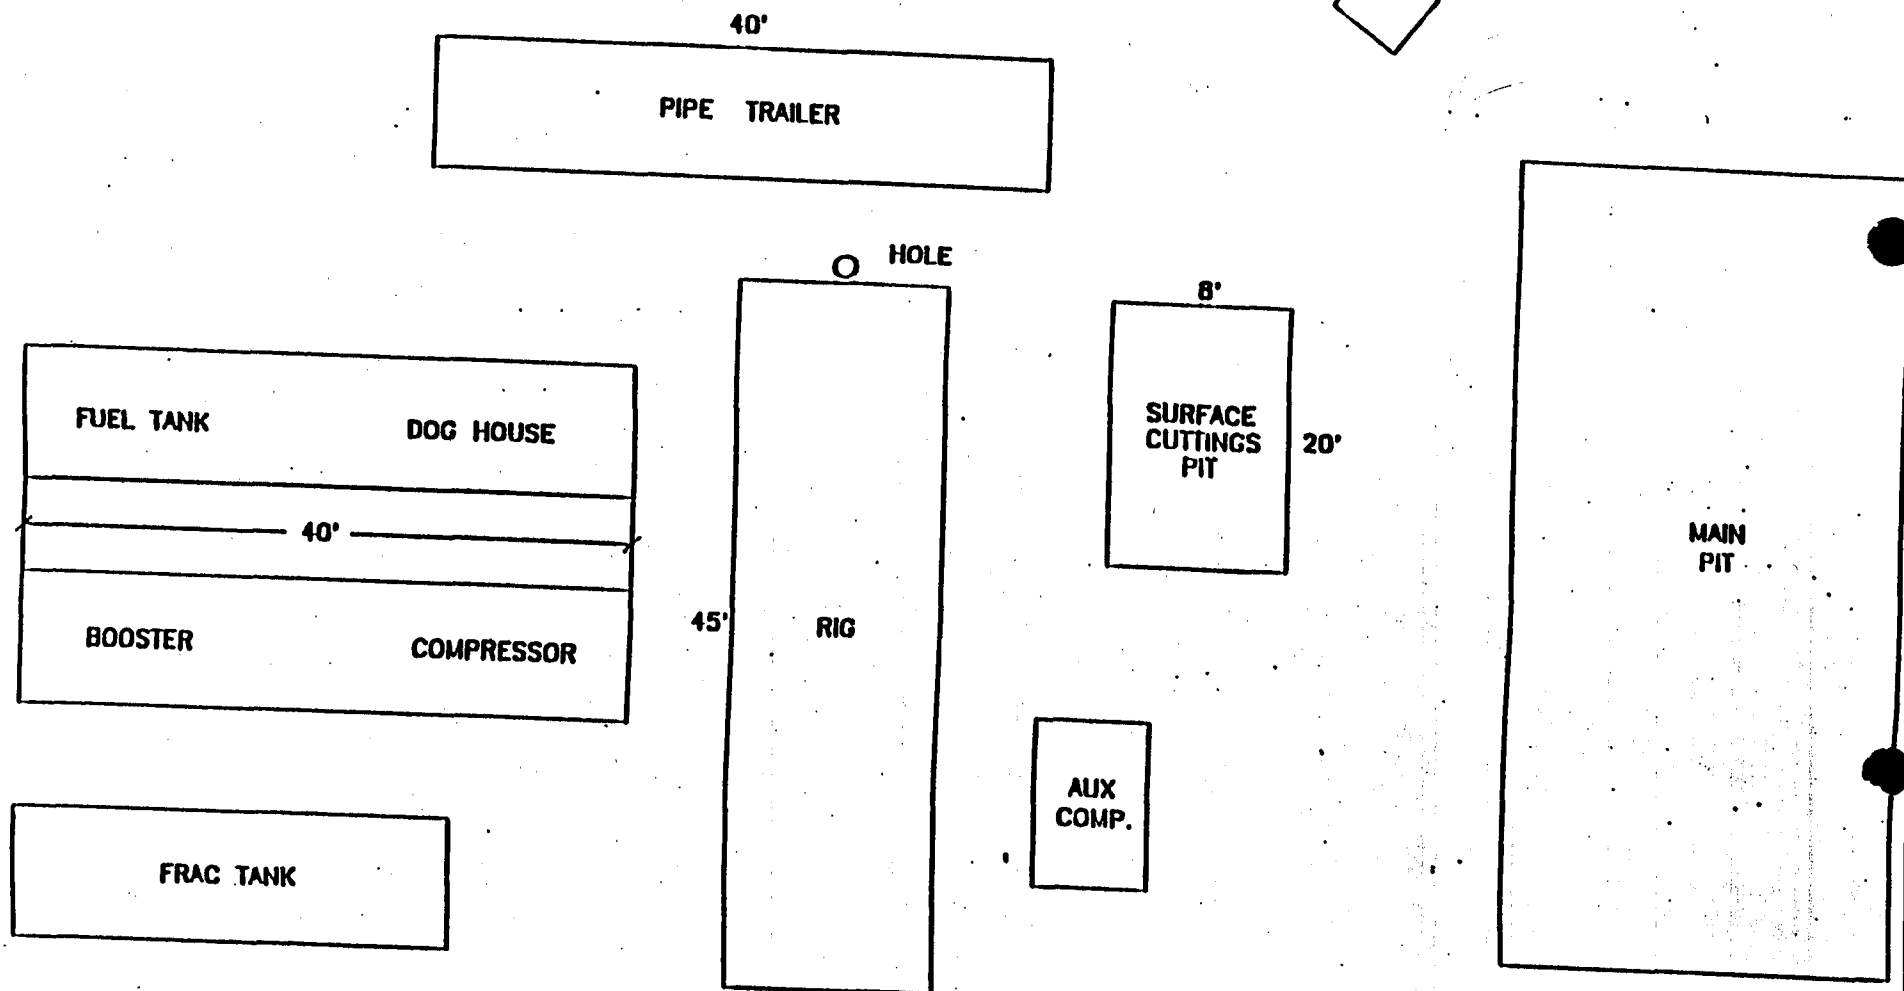 40'
PIPE TRAILER
HOLE
8'
FUEL TANK
DOG HOUSE
SURFACE
CUTTINGS
PIT
20'
40'
MAIN
PIT
45'
RIG
BOOSTER
COMPRESSOR
AUX
COMP.
FRAC TANK